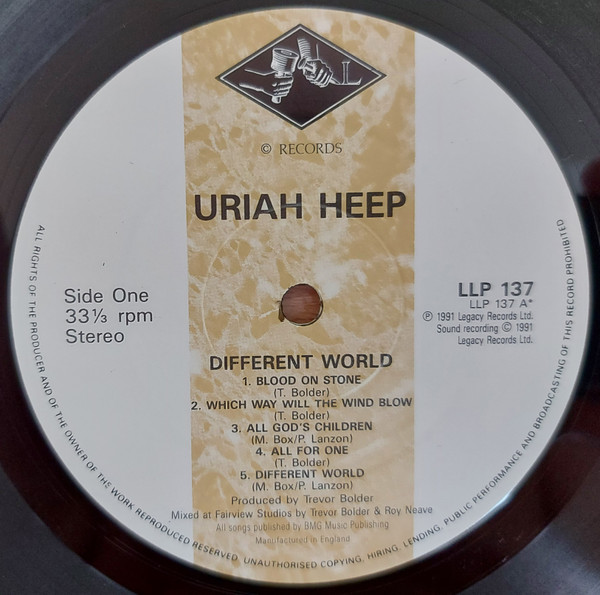 L
© RECORDS
URIAH HEEP
Side One
33⅓ rpm
Stereo
LLP 137
LLP 137 A*
℗ 1991 Legacy Records Ltd.
Sound recording © 1991
Legacy Records Ltd.
DIFFERENT WORLD
1. BLOOD ON STONE
(T. Bolder)
2. WHICH WAY WILL THE WIND BLOW
(T. Bolder)
3. ALL GOD'S CHILDREN
(M. Box/P. Lanzon)
4. ALL FOR ONE
(T. Bolder)
5. DIFFERENT WORLD
(M. Box/P. Lanzon)
Produced by Trevor Bolder
Mixed at Fairview Studios by Trevor Bolder & Roy Neave
All songs published by BMG Music Publishing
Manufactured in England
ALL RIGHTS OF THE PRODUCER AND OF THE OWNER OF THE WORK REPRODUCED RESERVED. UNAUTHORISED COPYING, HIRING, LENDING, PUBLIC PERFORMANCE AND BROADCASTING OF THIS RECORD PROHIBITED